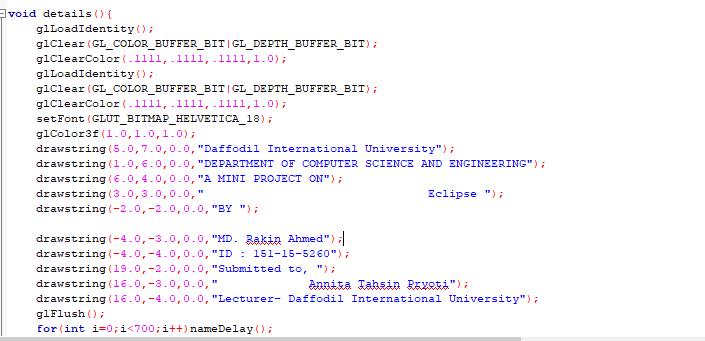 void details(){
glLoadIdentity();
glClear(GL_COLOR_BUFFER_BIT|GL_DEPTH_BUFFER_BIT);
glClearColor(.1111,.1111,.1111,1.0);
glLoadIdentity();
glClear(GL_COLOR_BUFFER_BIT|GL_DEPTH_BUFFER_BIT);
glClearColor(.1111,.1111,.1111,1.0);
setFont(GLUT_BITMAP_HELVETICA_18);
glColor3f(1.0,1.0,1.0);
drawstring(5.0,7.0,0.0,"Daffodil International University");
drawstring(1.0,6.0,0.0,"DEPARTMENT OF COMPUTER SCIENCE AND ENGINEERING");
drawstring(6.0,4.0,0.0,"A MINI PROJECT ON");
drawstring(3.0,3.0,0.0,"                             Eclipse ");
drawstring(-2.0,-2.0,0.0,"BY ");
drawstring(-4.0,-3.0,0.0,"MD. Rakin Ahmed");
drawstring(-4.0,-4.0,0.0,"ID : 151-15-5260");
drawstring(19.0,-2.0,0.0,"Submitted to, ");
drawstring(16.0,-3.0,0.0,"            Annita Tahsin Pryoti");
drawstring(16.0,-4.0,0.0,"Lecturer- Daffodil International University");
glFlush();
for(int i=0;i<700;i++)nameDelay();